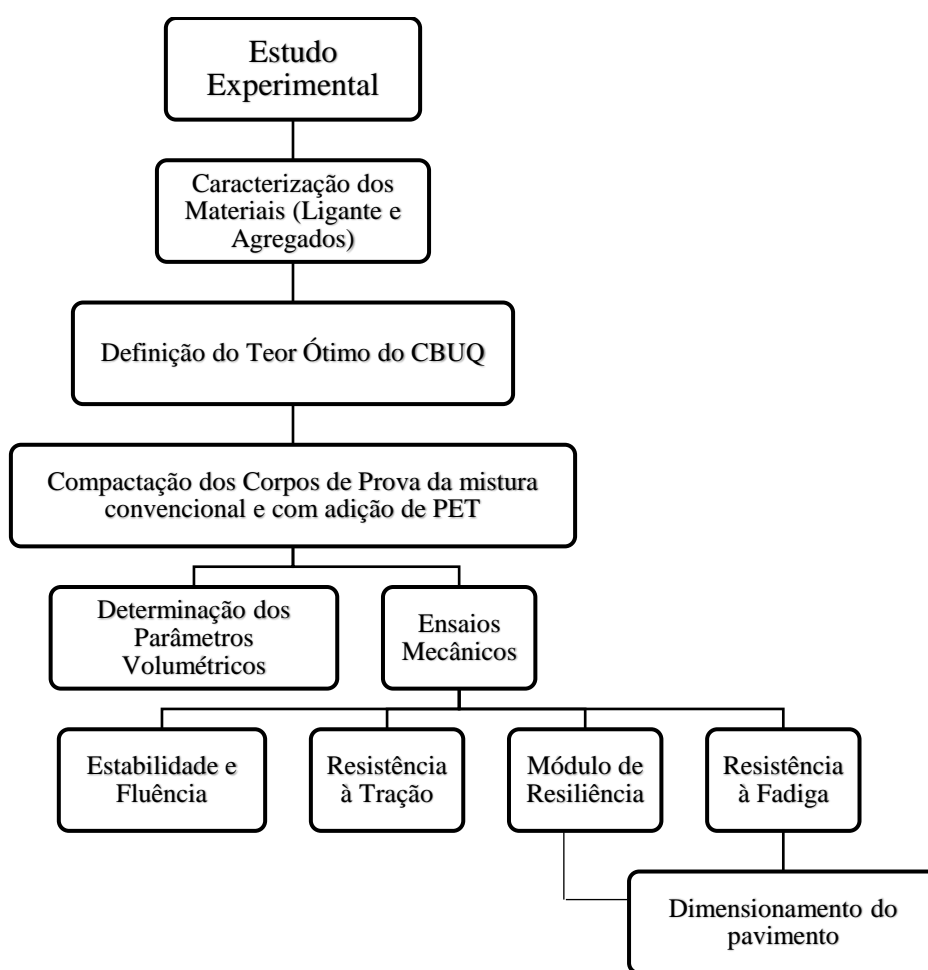 Estudo
Experimental
Caracterização dos
Materiais (Ligante e
Agregados)
Definição do Teor Ótimo do CBUQ
Compactação dos Corpos de Prova da mistura
convencional e com adição de PET
Determinação dos
Parâmetros
Volumétricos
Ensaios
Mecânicos
Estabilidade e
Fluência
Resistência
à Tração
Módulo de
Resiliência
Resistência
à Fadiga
Dimensionamento do
pavimento